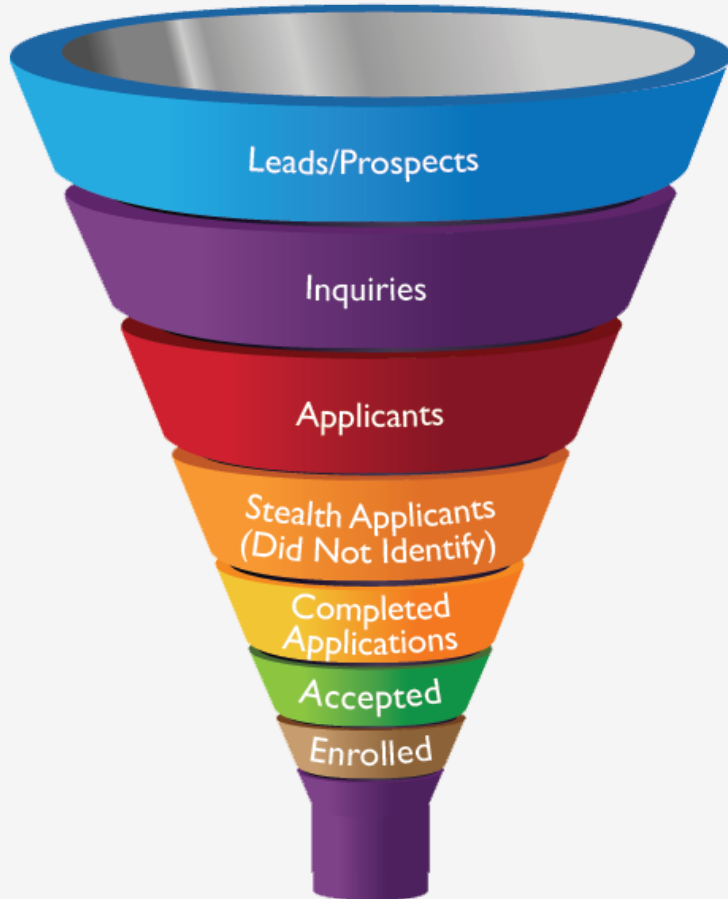 Leads/Prospects
Inquiries
Applicants
Stealth Applicants
(Did Not Identify)
Completed
Applications
Accepted
Enrolled